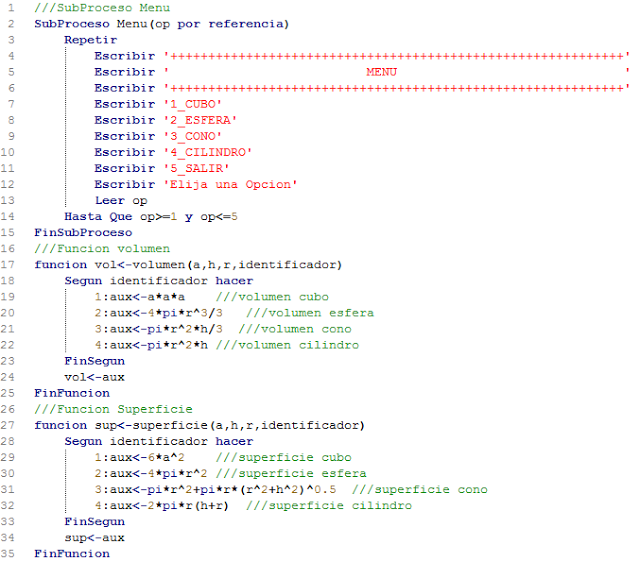 1 ///SubProceso Menu
2 SubProceso Menu(op por referencia)
3 Repetir
4 Escribir '++++++++++++++++++++++++++++++++++++++++++++++++++++++++++++'
5 Escribir ' MENU '
6 Escribir '++++++++++++++++++++++++++++++++++++++++++++++++++++++++++++'
7 Escribir '1_CUBO'
8 Escribir '2_ESFERA'
9 Escribir '3_CONO'
10 Escribir '4_CILINDRO'
11 Escribir '5_SALIR'
12 Escribir 'Elija una Opcion'
13 Leer op
14 Hasta Que op>=1 y op<=5
15 FinSubProceso
16 ///Funcion volumen
17 funcion vol<-volumen(a,h,r,identificador)
18 Segun identificador hacer
19 1:aux<-a*a*a ///volumen cubo
20 2:aux<-4*pi*r^3/3 ///volumen esfera
21 3:aux<-pi*r^2*h/3 ///volumen cono
22 4:aux<-pi*r^2*h ///volumen cilindro
23 FinSegun
24 vol<-aux
25 FinFuncion
26 ///Funcion Superficie
27 funcion sup<-superficie(a,h,r,identificador)
28 Segun identificador hacer
29 1:aux<-6*a^2 ///superficie cubo
30 2:aux<-4*pi*r^2 ///superficie esfera
31 3:aux<-pi*r^2+pi*r*(r^2+h^2)^0.5 ///superficie cono
32 4:aux<-2*pi*r(h+r) ///superficie cilindro
33 FinSegun
34 sup<-aux
35 FinFuncion